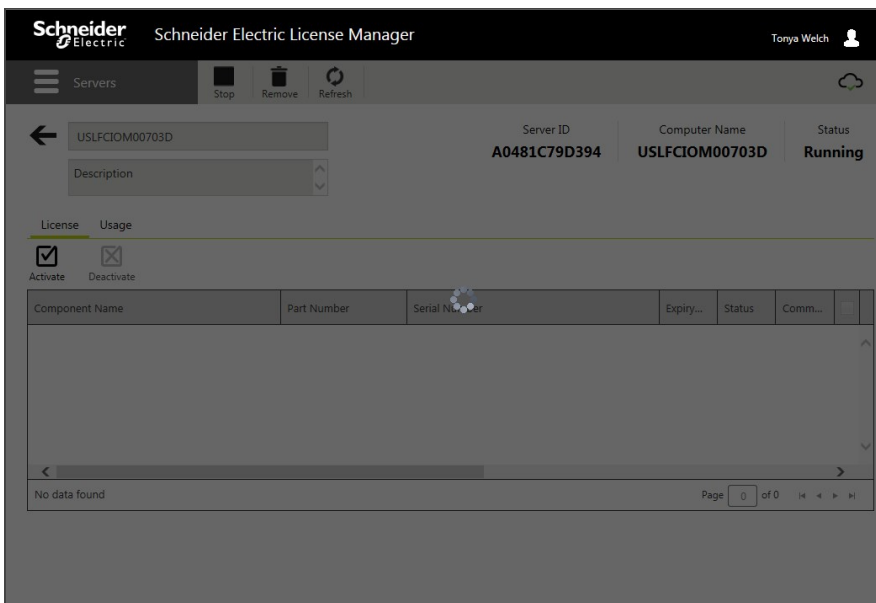 Schneider Electric
Schneider Electric License Manager
Tonya Welch
Servers
Stop
Remove
Refresh
USLFCIOM00703D
Description
Server ID
A0481C79D394
Computer Name
USLFCIOM00703D
Status
Running
License
Usage
Activate
Deactivate
Component Name
Part Number
Serial Number
Expiry...
Status
Comm...
No data found
Page 0 of 0